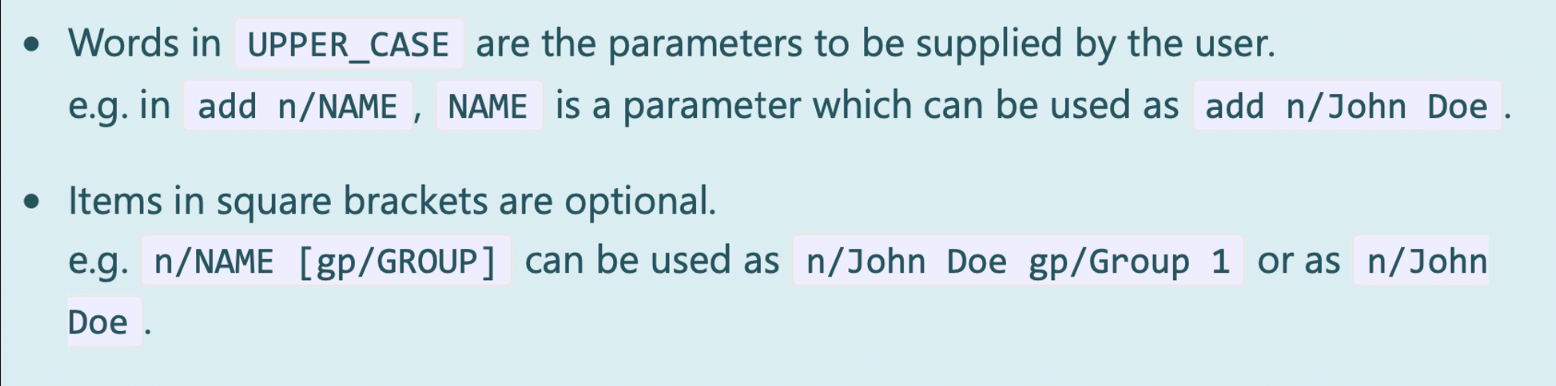 • Words in UPPER_CASE are the parameters to be supplied by the user.
e.g. in add n/NAME, NAME is a parameter which can be used as add n/John Doe.
• Items in square brackets are optional.
e.g. n/NAME [gp/GROUP] can be used as n/John Doe gp/Group 1 or as n/John
Doe.